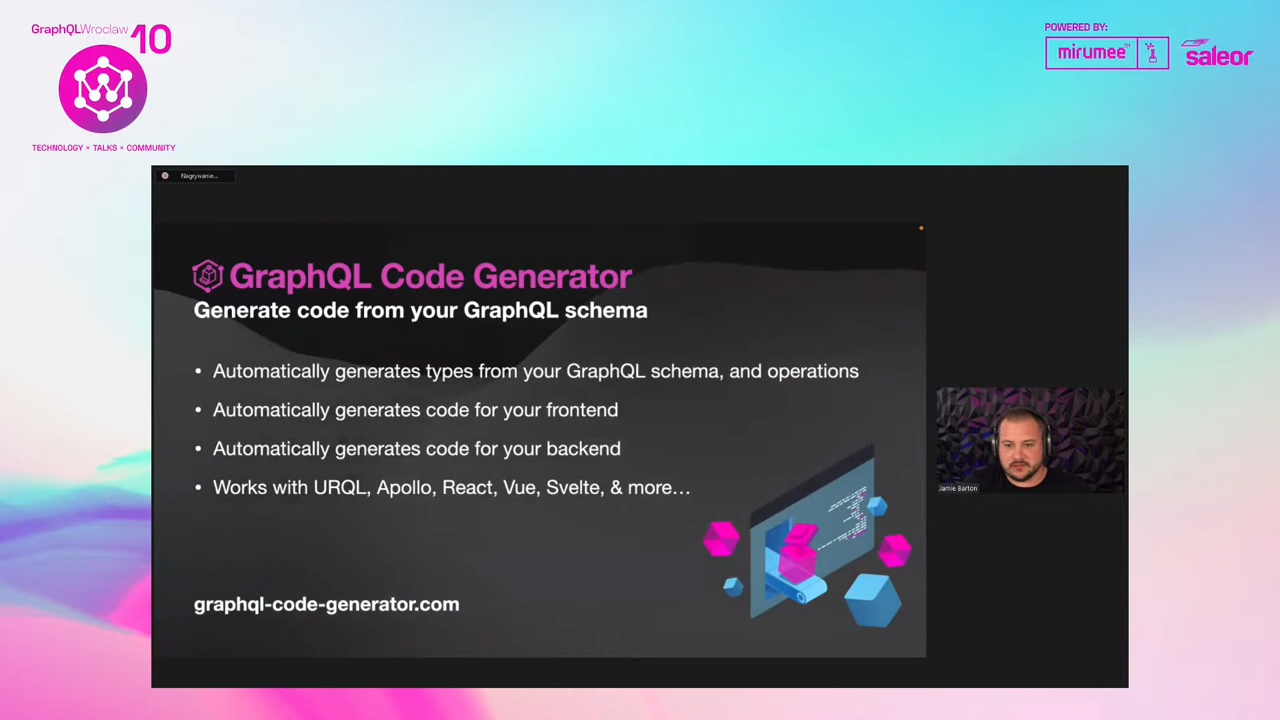 GraphQLWroclaw 10
TECHNOLOGY × TALKS × COMMUNITY
POWERED BY:
mirumee
saleor
Nagrywanie...
GraphQL Code Generator
Generate code from your GraphQL schema
• Automatically generates types from your GraphQL schema, and operations
• Automatically generates code for your frontend
• Automatically generates code for your backend
• Works with URQL, Apollo, React, Vue, Svelte, & more…
graphql-code-generator.com
Jamie Barton